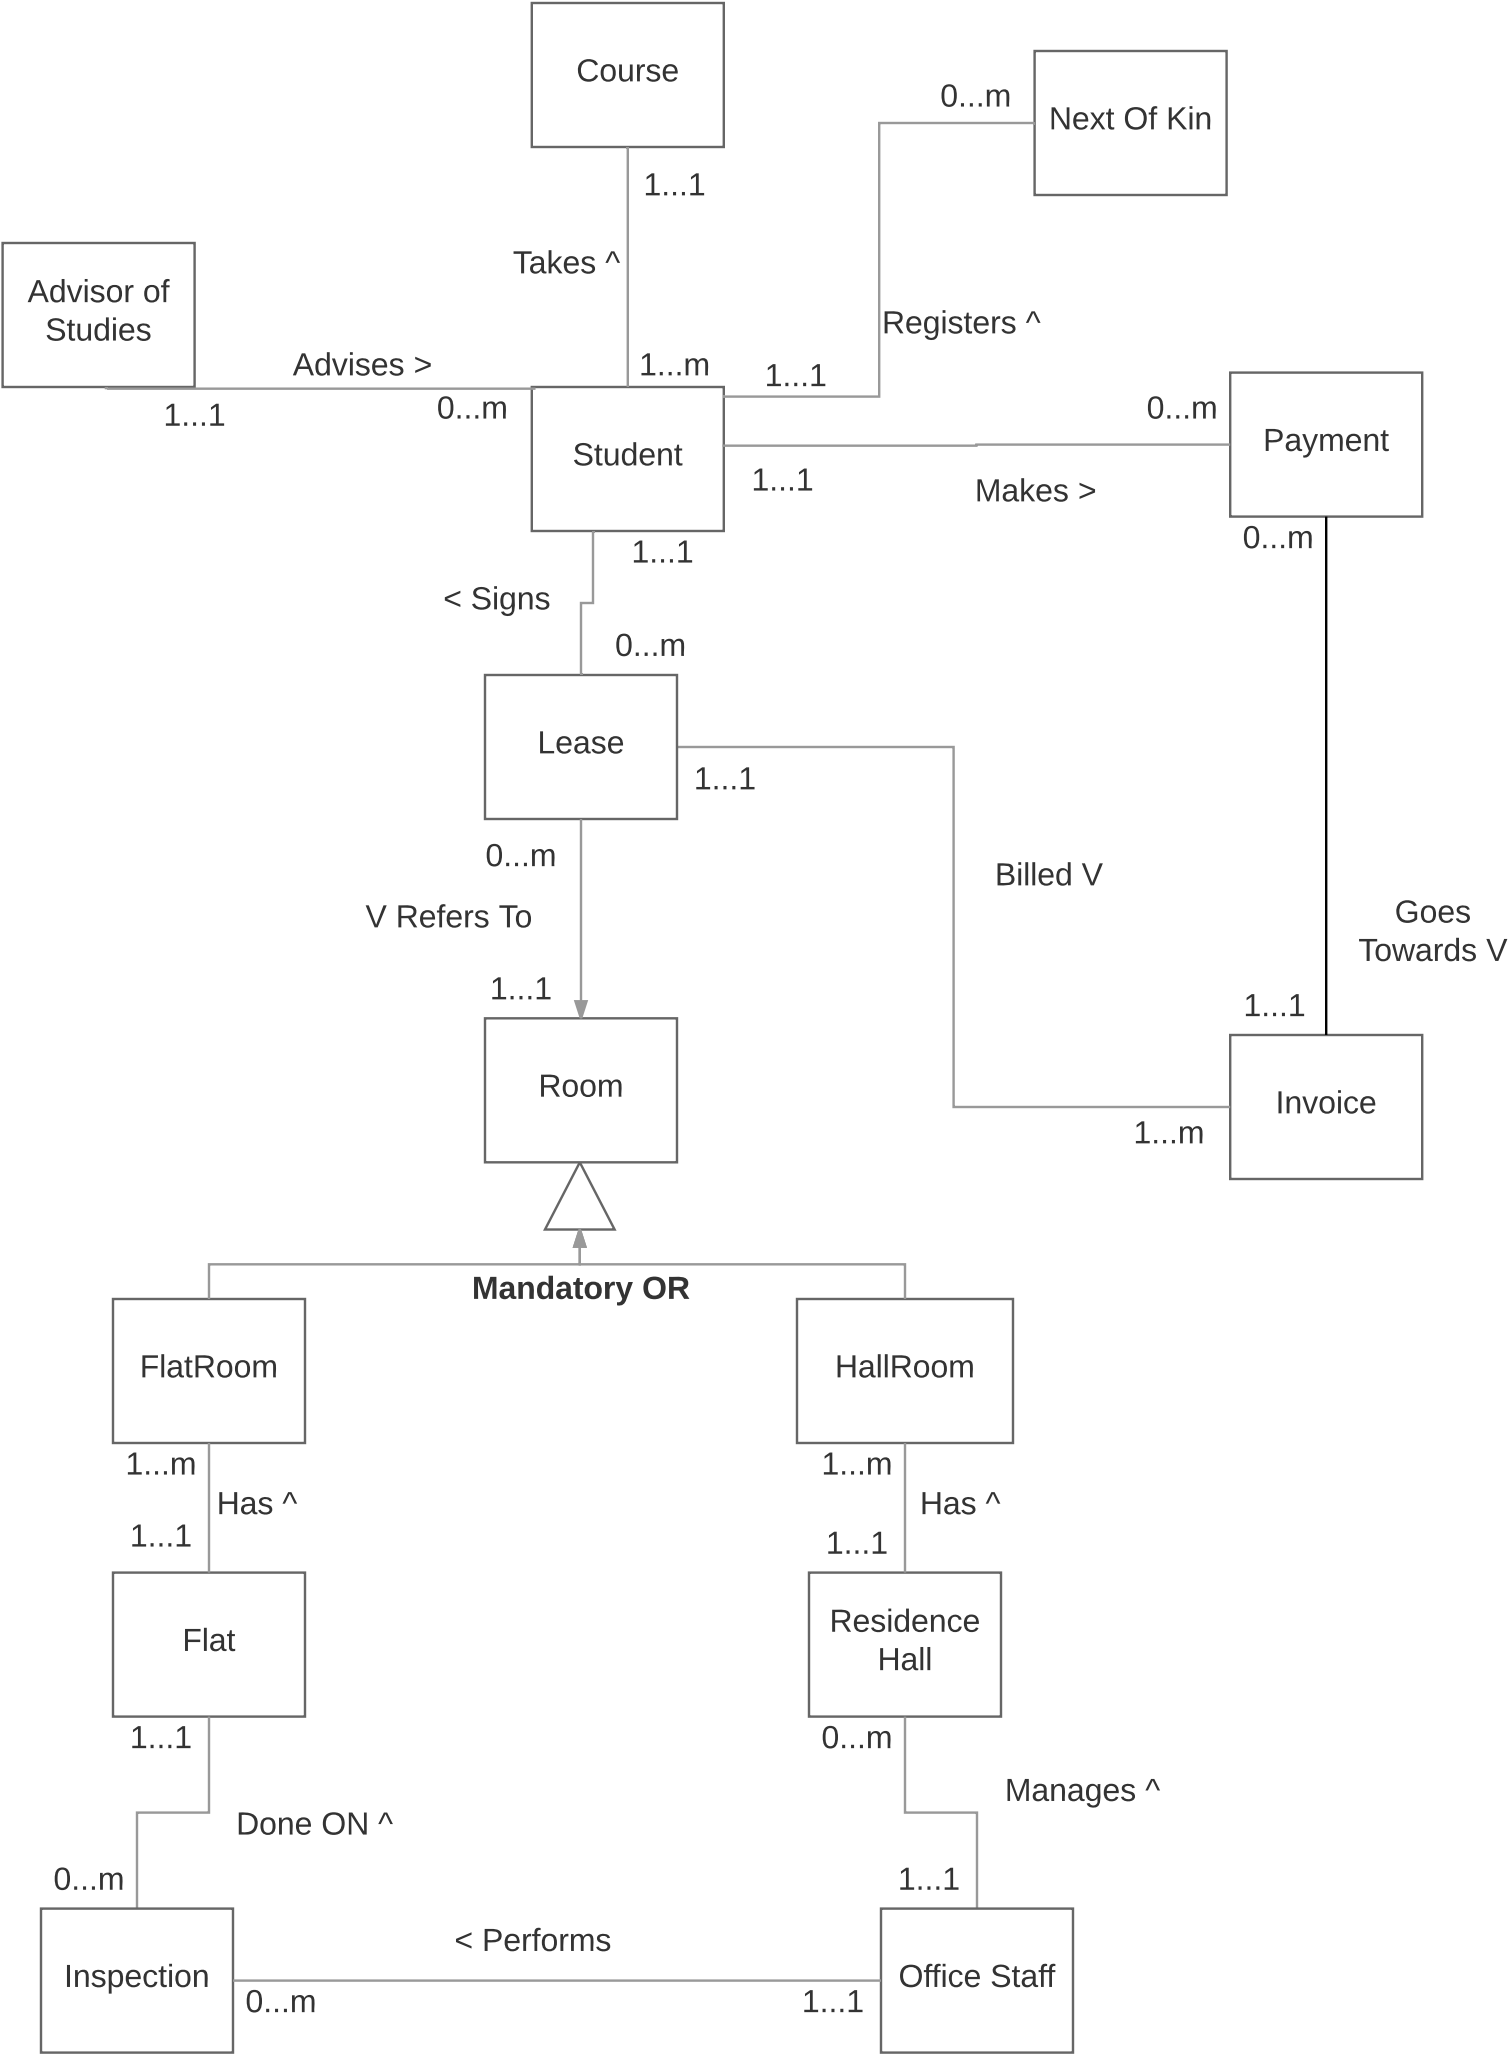 Course
0...m
Next Of Kin
1...1
Takes ^
Advisor of
Studies
Registers ^
Advises >
1...m
1...1
1...1
0...m
0...m
Payment
Student
1...1
Makes >
0...m
1...1
< Signs
0...m
Lease
1...1
0...m
Billed V
V Refers To
Goes
Towards V
1...1
1...1
Room
Invoice
1...m
Mandatory OR
FlatRoom
HallRoom
1...m
1...m
Has ^
Has ^
1...1
1...1
Flat
Residence
Hall
1...1
0...m
Manages ^
Done ON ^
0...m
1...1
< Performs
Inspection
Office Staff
0...m
1...1